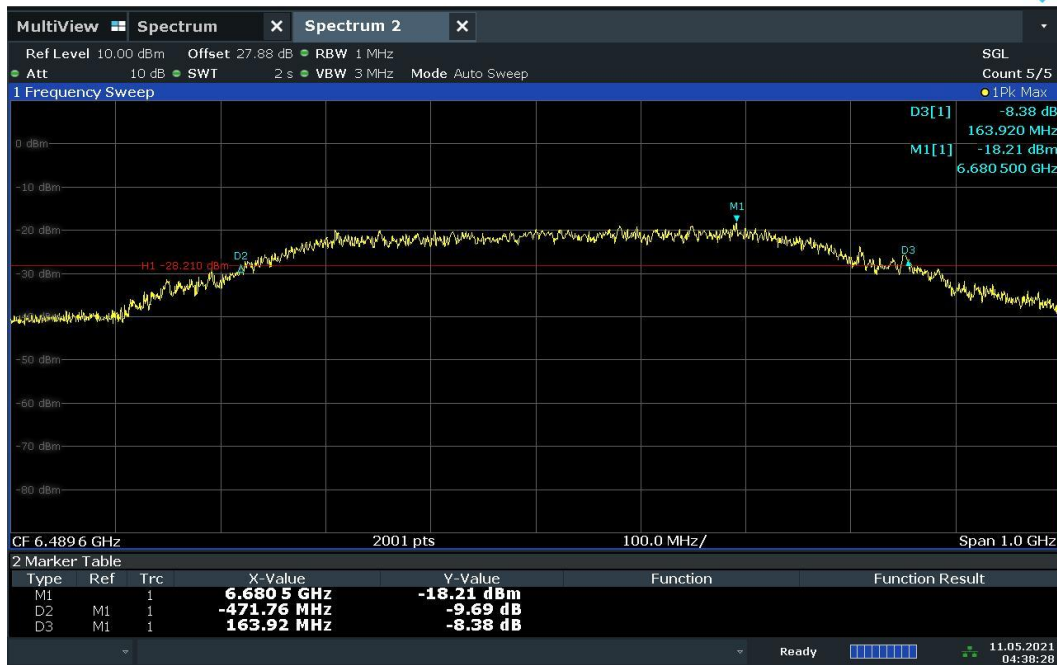 MultiView Spectrum X Spectrum 2 X
Ref Level 10.00 dBm Offset 27.88 dB RBW 1 MHz SGL
Att 10 dB SWT 2 s VBW 3 MHz Mode Auto Sweep Count 5/5
1 Frequency Sweep 1Pk Max
D3[1] -8.38 dB
163.920 MHz
0 dBm
M1[1] -18.21 dBm
6.680 500 GHz
-10 dBm
M1
-20 dBm
D2 D3
H1 -28.210 dBm
-30 dBm
-50 dBm
-60 dBm
-70 dBm
-80 dBm
CF 6.489 6 GHz 2001 pts 100.0 MHz/ Span 1.0 GHz
2 Marker Table
Type Ref Trc X-Value Y-Value Function Function Result
M1 1 6.680 5 GHz -18.21 dBm
D2 M1 1 -471.76 MHz -9.69 dB
D3 M1 1 163.92 MHz -8.38 dB
Ready 11.05.2021
04:38:28